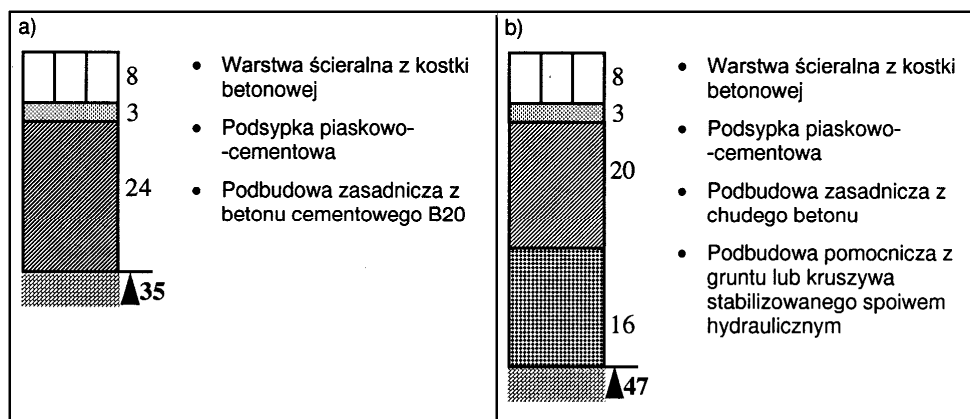 a)
8
3
24
35
• Warstwa ścieralna z kostki
betonowej
• Podsypka piaskowo-
-cementowa
• Podbudowa zasadnicza z
betonu cementowego B20
b)
8
3
20
16
47
• Warstwa ścieralna z kostki
betonowej
• Podsypka piaskowo-
-cementowa
• Podbudowa zasadnicza z
chudego betonu
• Podbudowa pomocnicza z
gruntu lub kruszywa
stabilizowanego spoiwem
hydraulicznym